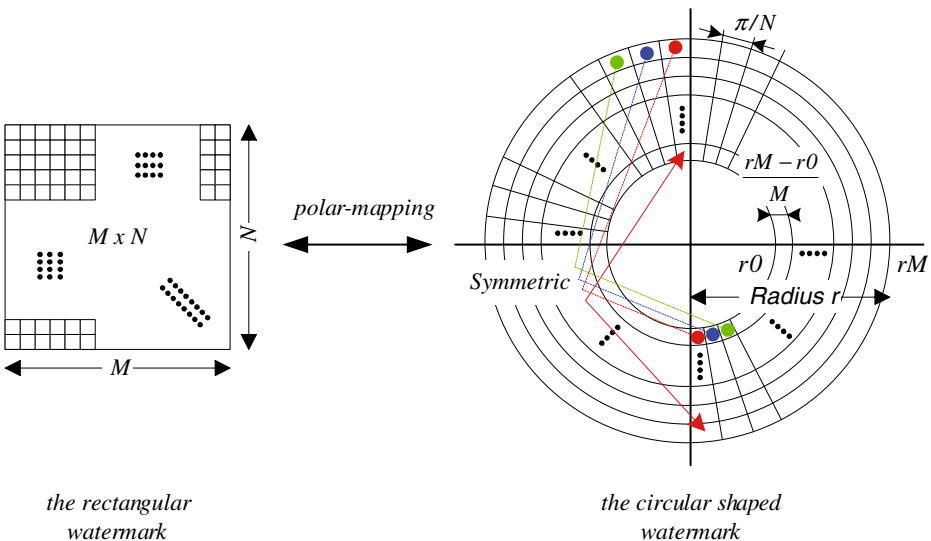 π/N
rM – r0
M
polar-mapping
M x N
N
Symmetric
r0
rM
Radius r
M
the rectangular
watermark
the circular shaped
watermark